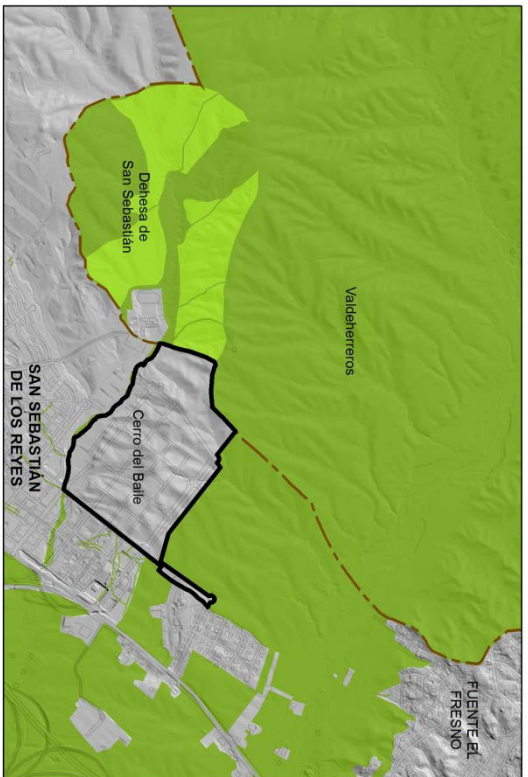 FUENTE EL
FRESNO
Valdeherreros
Dehesa de
San Sebastián
Cerro del Baile
SAN SEBASTIÁN
DE LOS REYES